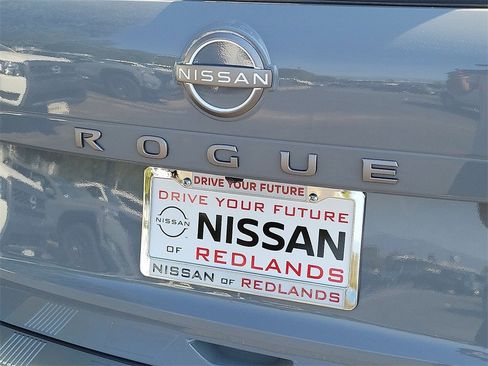 NISSAN
ROGUE
DRIVE YOUR FUTURE
DRIVE YOUR FUTURE
NISSAN
NISSAN
OF REDLANDS
NISSAN OF REDLANDS